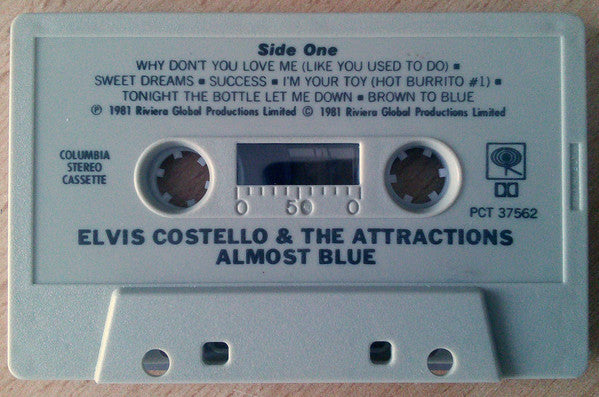 Side One
WHY DON'T YOU LOVE ME (LIKE YOU USED TO DO) ▪
SWEET DREAMS ▪ SUCCESS ▪ I'M YOUR TOY (HOT BURRITO #1) ▪
TONIGHT THE BOTTLE LET ME DOWN ▪ BROWN TO BLUE
℗ 1981 Riviera Global Productions Limited © 1981 Riviera Global Productions Limited
COLUMBIA
STEREO
CASSETTE
0 50 0
PCT 37562
ELVIS COSTELLO & THE ATTRACTIONS
ALMOST BLUE